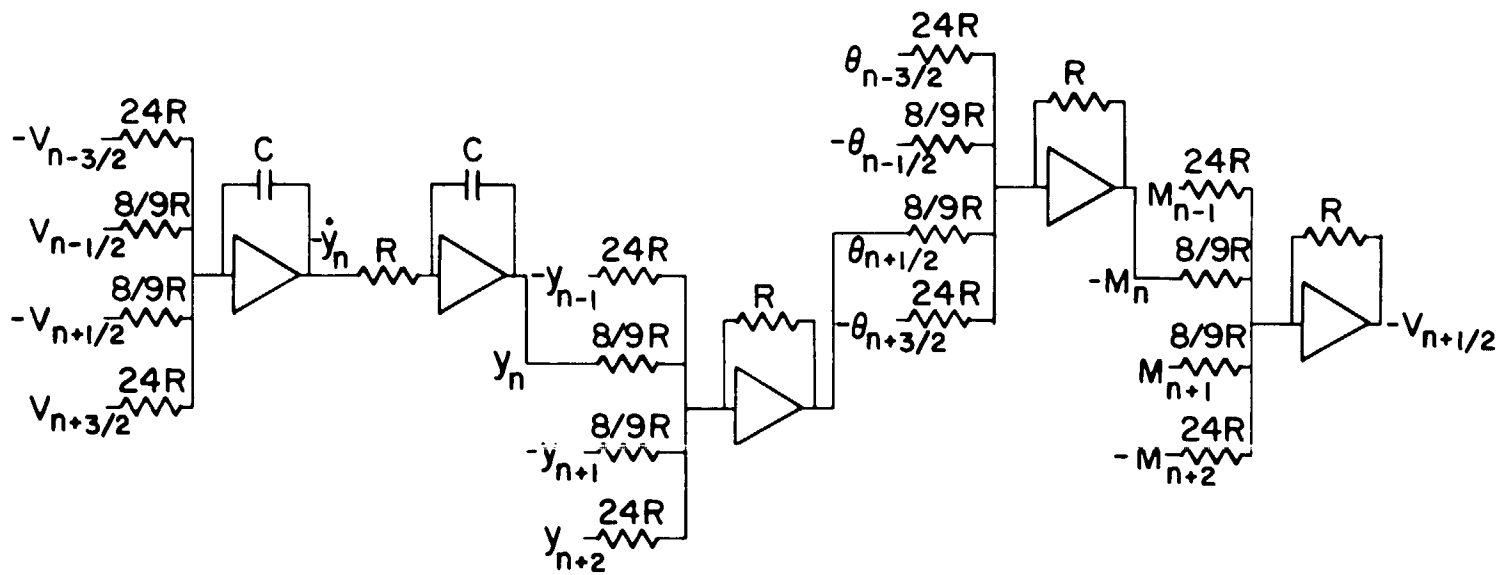 24R
-V_{n-3/2}
8/9R
V_{n-1/2}
8/9R
-V_{n+1/2}
24R
V_{n+3/2}
C
-ẏ_n
R
C
24R
-y_{n-1}
8/9R
y_n
8/9R
-y_{n+1}
24R
y_{n+2}
R
24R
θ_{n-3/2}
8/9R
-θ_{n-1/2}
8/9R
θ_{n+1/2}
24R
-θ_{n+3/2}
R
24R
M_{n-1}
8/9R
-M_n
8/9R
M_{n+1}
24R
-M_{n+2}
R
-V_{n+1/2}